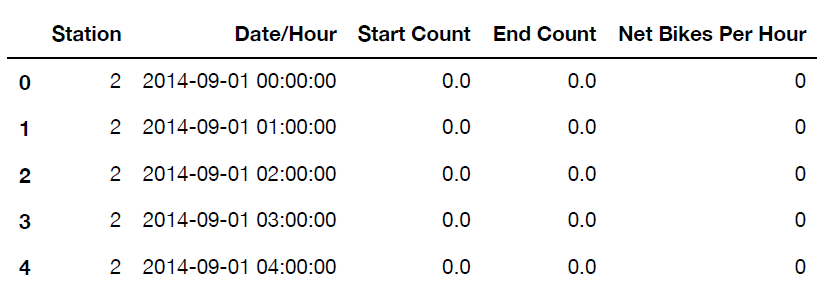 Station Date/Hour Start Count End Count Net Bikes Per Hour
0 2 2014-09-01 00:00:00 0.0 0.0 0
1 2 2014-09-01 01:00:00 0.0 0.0 0
2 2 2014-09-01 02:00:00 0.0 0.0 0
3 2 2014-09-01 03:00:00 0.0 0.0 0
4 2 2014-09-01 04:00:00 0.0 0.0 0